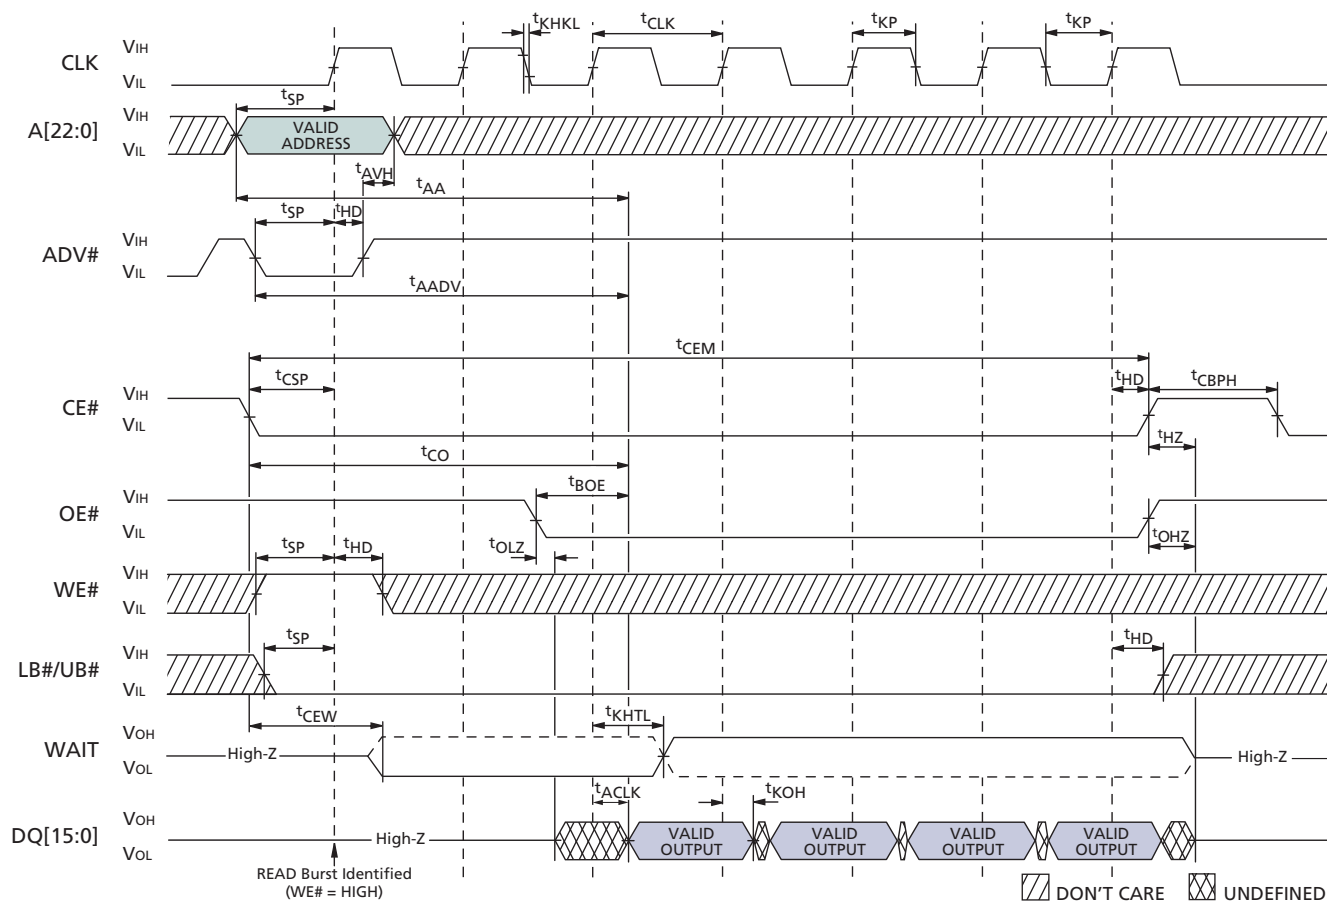 tKHKL tCLK tKP tKP
CLK VIH
VIL
tSP
A[22:0] VIH
VIL
VALID
ADDRESS
tAVH
tAA
tSP tHD
ADV# VIH
VIL
tAADV
tCEM
tCSP tHD tCBPH
CE# VIH
VIL
tHZ
tCO
tBOE
OE# VIH
VIL
tOLZ tOHZ
tSP tHD
WE# VIH
VIL
tSP tHD
LB#/UB# VIH
VIL
tCEW tKHTL
WAIT VOH
VOL
High-Z High-Z
tACLK tKOH
DQ[15:0] VOH
VOL
High-Z
VALID
OUTPUT
VALID
OUTPUT
VALID
OUTPUT
VALID
OUTPUT
READ Burst Identified
(WE# = HIGH)
DON'T CARE UNDEFINED